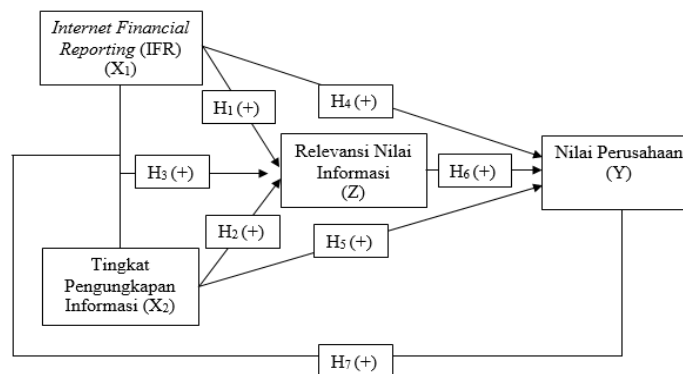 Internet Financial
Reporting (IFR)
(X₁)
H₁ (+)
H₄ (+)
Relevansi Nilai
Informasi
(Z)
H₆ (+)
Nilai Perusahaan
(Y)
H₃ (+)
H₂ (+)
H₅ (+)
Tingkat
Pengungkapan
Informasi (X₂)
H₇ (+)